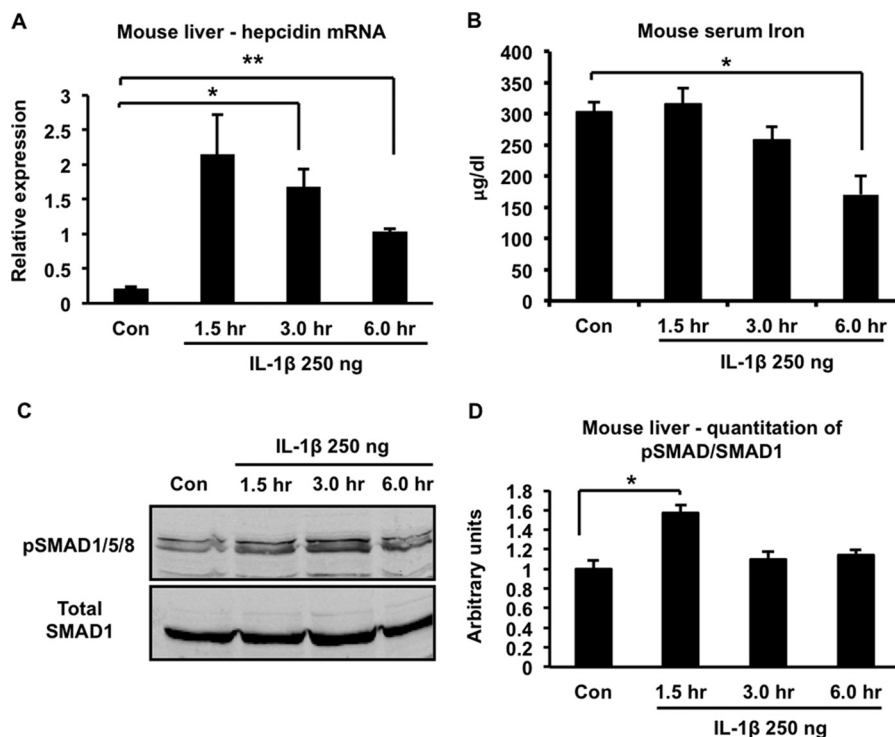 A
Mouse liver - hepcidin mRNA
**
*
Relative expression
3
2.5
2
1.5
1
0.5
0
Con
1.5 hr
3.0 hr
6.0 hr
IL-1β 250 ng
B
Mouse serum Iron
*
µg/dl
400
350
300
250
200
150
100
50
0
Con
1.5 hr
3.0 hr
6.0 hr
IL-1β 250 ng
C
IL-1β 250 ng
Con
1.5 hr
3.0 hr
6.0 hr
pSMAD1/5/8
Total
SMAD1
D
Mouse liver - quantitation of
pSMAD/SMAD1
*
Arbitrary units
1.8
1.6
1.4
1.2
1
0.8
0.6
0.4
0.2
0
Con
1.5 hr
3.0 hr
6.0 hr
IL-1β 250 ng